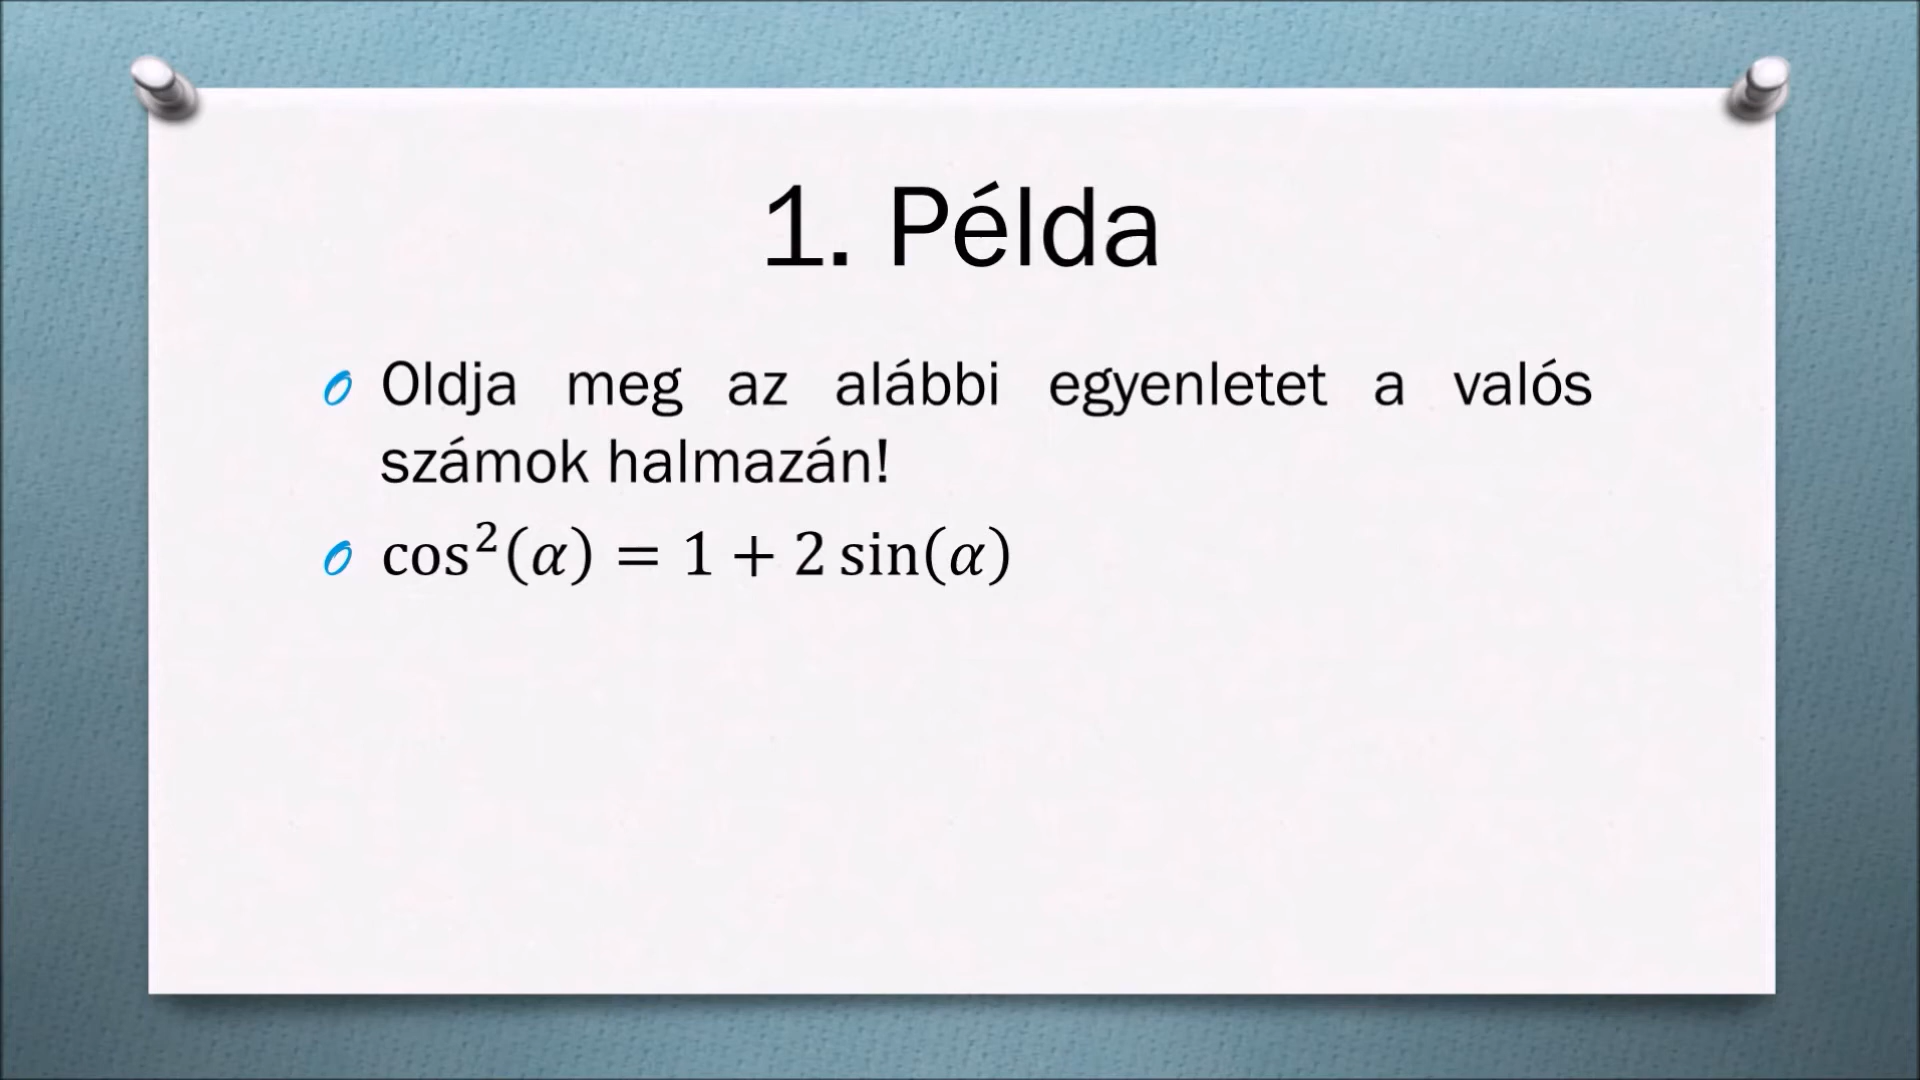 1. Példa
Oldja meg az alábbi egyenletet a valós
számok halmazán!
cos²(α) = 1 + 2 sin(α)